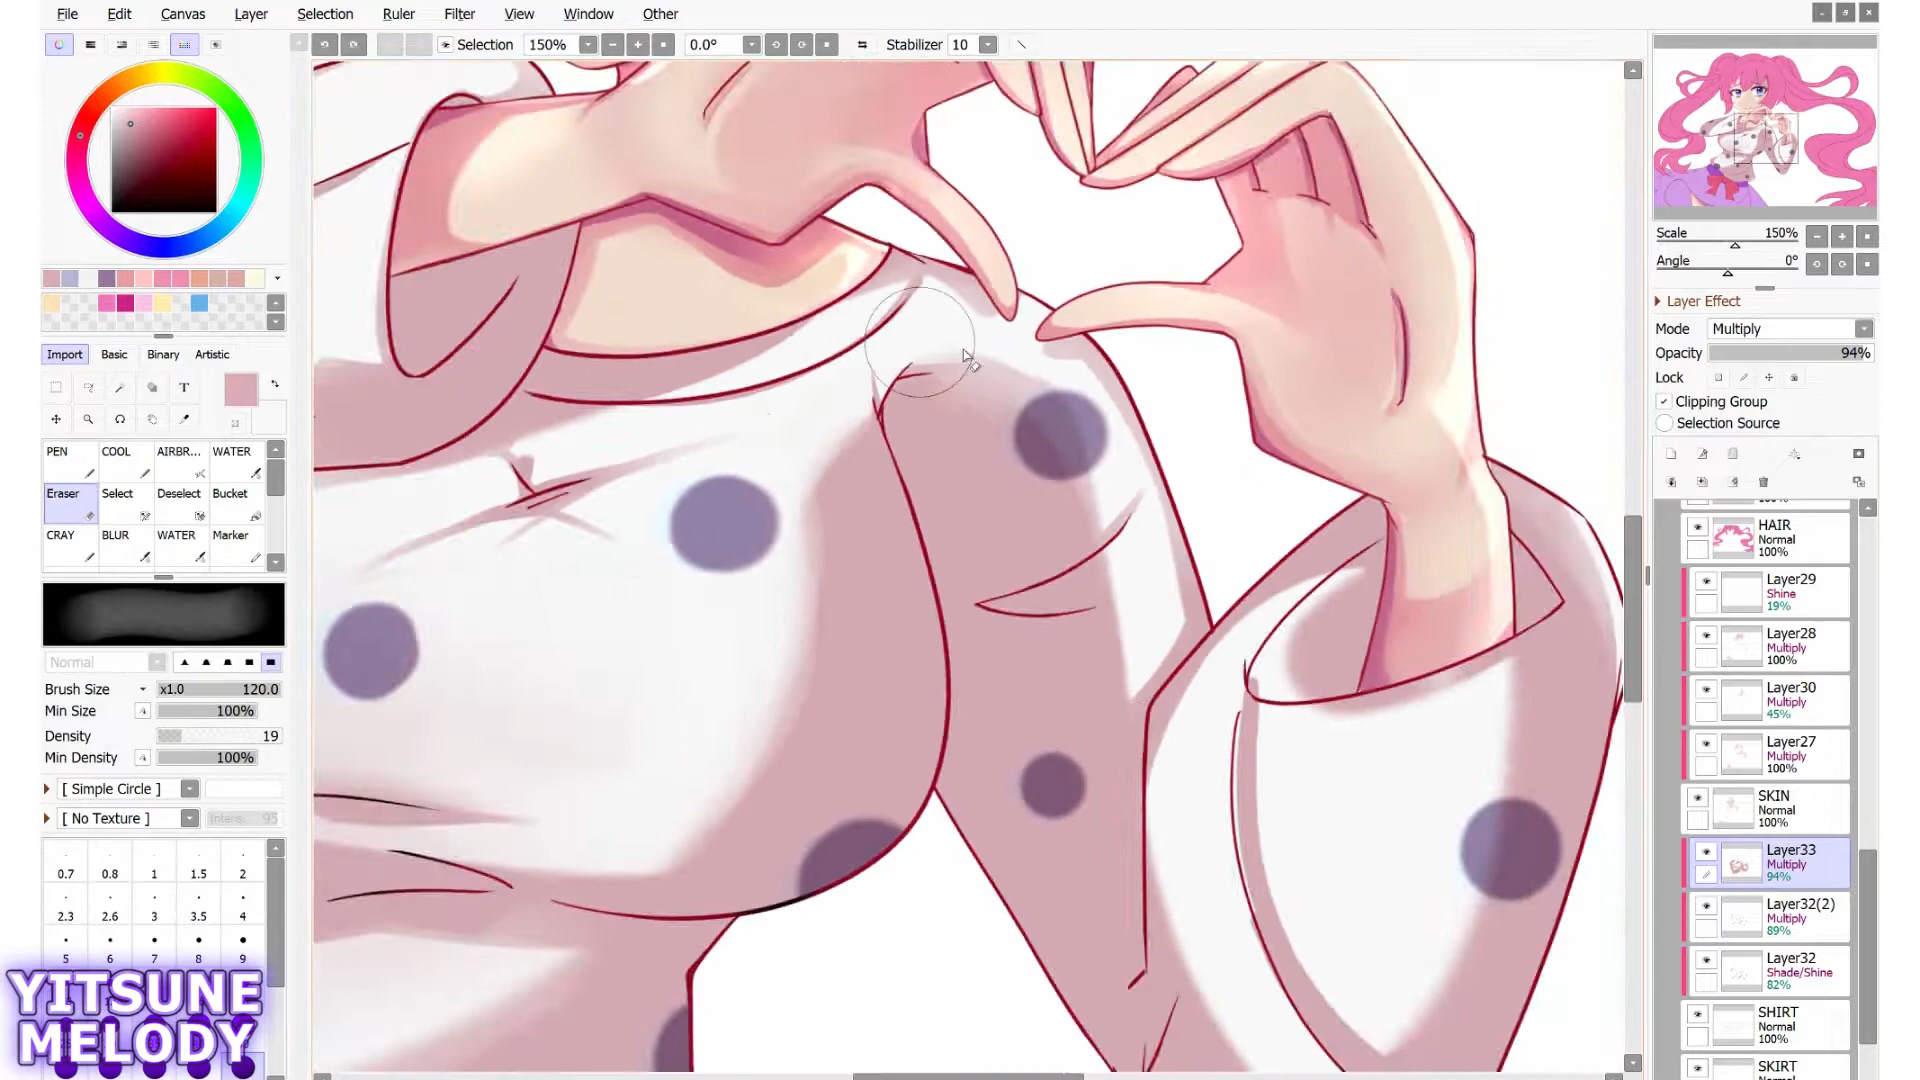 File Edit Canvas Layer Selection Ruler Filter View Window Other
Selection 150% 0.0° Stabilizer 10
Scale 150%
Angle 0°
Layer Effect
Mode Multiply
Opacity 94%
Lock
Clipping Group
Selection Source
Import Basic Binary Artistic
T
PEN COOL AIRBR... WATER
Eraser Select Deselect Bucket
CRAY BLUR WATER Marker
Normal
Brush Size x1.0 120.0
Min Size 100%
Density 19
Min Density 100%
[ Simple Circle ]
[ No Texture ] Intens. 95
0.7 0.8 1 1.5 2
2.3 2.6 3 3.5 4
5 6 7 8 9
YITSUNE
MELODY
100%
HAIR
Normal
100%
Layer29
Shine
19%
Layer28
Multiply
100%
Layer30
Multiply
45%
Layer27
Multiply
100%
SKIN
Normal
100%
Layer33
Multiply
94%
Layer32(2)
Multiply
89%
Layer32
Shade/Shine
82%
SHIRT
Normal
100%
SKIRT